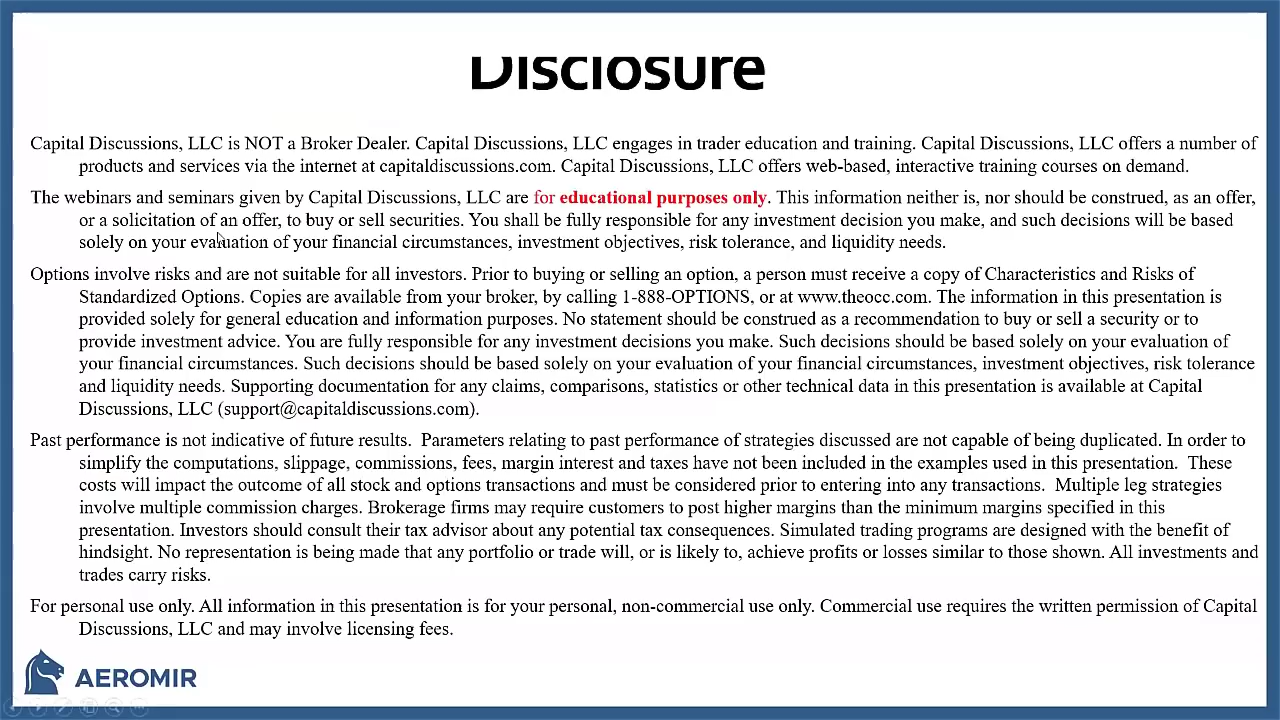 Disclosure
Capital Discussions, LLC is NOT a Broker Dealer. Capital Discussions, LLC engages in trader education and training. Capital Discussions, LLC offers a number of
products and services via the internet at capitaldiscussions.com. Capital Discussions, LLC offers web-based, interactive training courses on demand.
The webinars and seminars given by Capital Discussions, LLC are for educational purposes only. This information neither is, nor should be construed, as an offer,
or a solicitation of an offer, to buy or sell securities. You shall be fully responsible for any investment decision you make, and such decisions will be based
solely on your evaluation of your financial circumstances, investment objectives, risk tolerance, and liquidity needs.
Options involve risks and are not suitable for all investors. Prior to buying or selling an option, a person must receive a copy of Characteristics and Risks of
Standardized Options. Copies are available from your broker, by calling 1-888-OPTIONS, or at www.theocc.com. The information in this presentation is
provided solely for general education and information purposes. No statement should be construed as a recommendation to buy or sell a security or to
provide investment advice. You are fully responsible for any investment decisions you make. Such decisions should be based solely on your evaluation of
your financial circumstances. Such decisions should be based solely on your evaluation of your financial circumstances, investment objectives, risk tolerance
and liquidity needs. Supporting documentation for any claims, comparisons, statistics or other technical data in this presentation is available at Capital
Discussions, LLC (support@capitaldiscussions.com).
Past performance is not indicative of future results.  Parameters relating to past performance of strategies discussed are not capable of being duplicated. In order to
simplify the computations, slippage, commissions, fees, margin interest and taxes have not been included in the examples used in this presentation.  These
costs will impact the outcome of all stock and options transactions and must be considered prior to entering into any transactions.  Multiple leg strategies
involve multiple commission charges. Brokerage firms may require customers to post higher margins than the minimum margins specified in this
presentation. Investors should consult their tax advisor about any potential tax consequences. Simulated trading programs are designed with the benefit of
hindsight. No representation is being made that any portfolio or trade will, or is likely to, achieve profits or losses similar to those shown. All investments and
trades carry risks.
For personal use only. All information in this presentation is for your personal, non-commercial use only. Commercial use requires the written permission of Capital
Discussions, LLC and may involve licensing fees.
AEROMIR